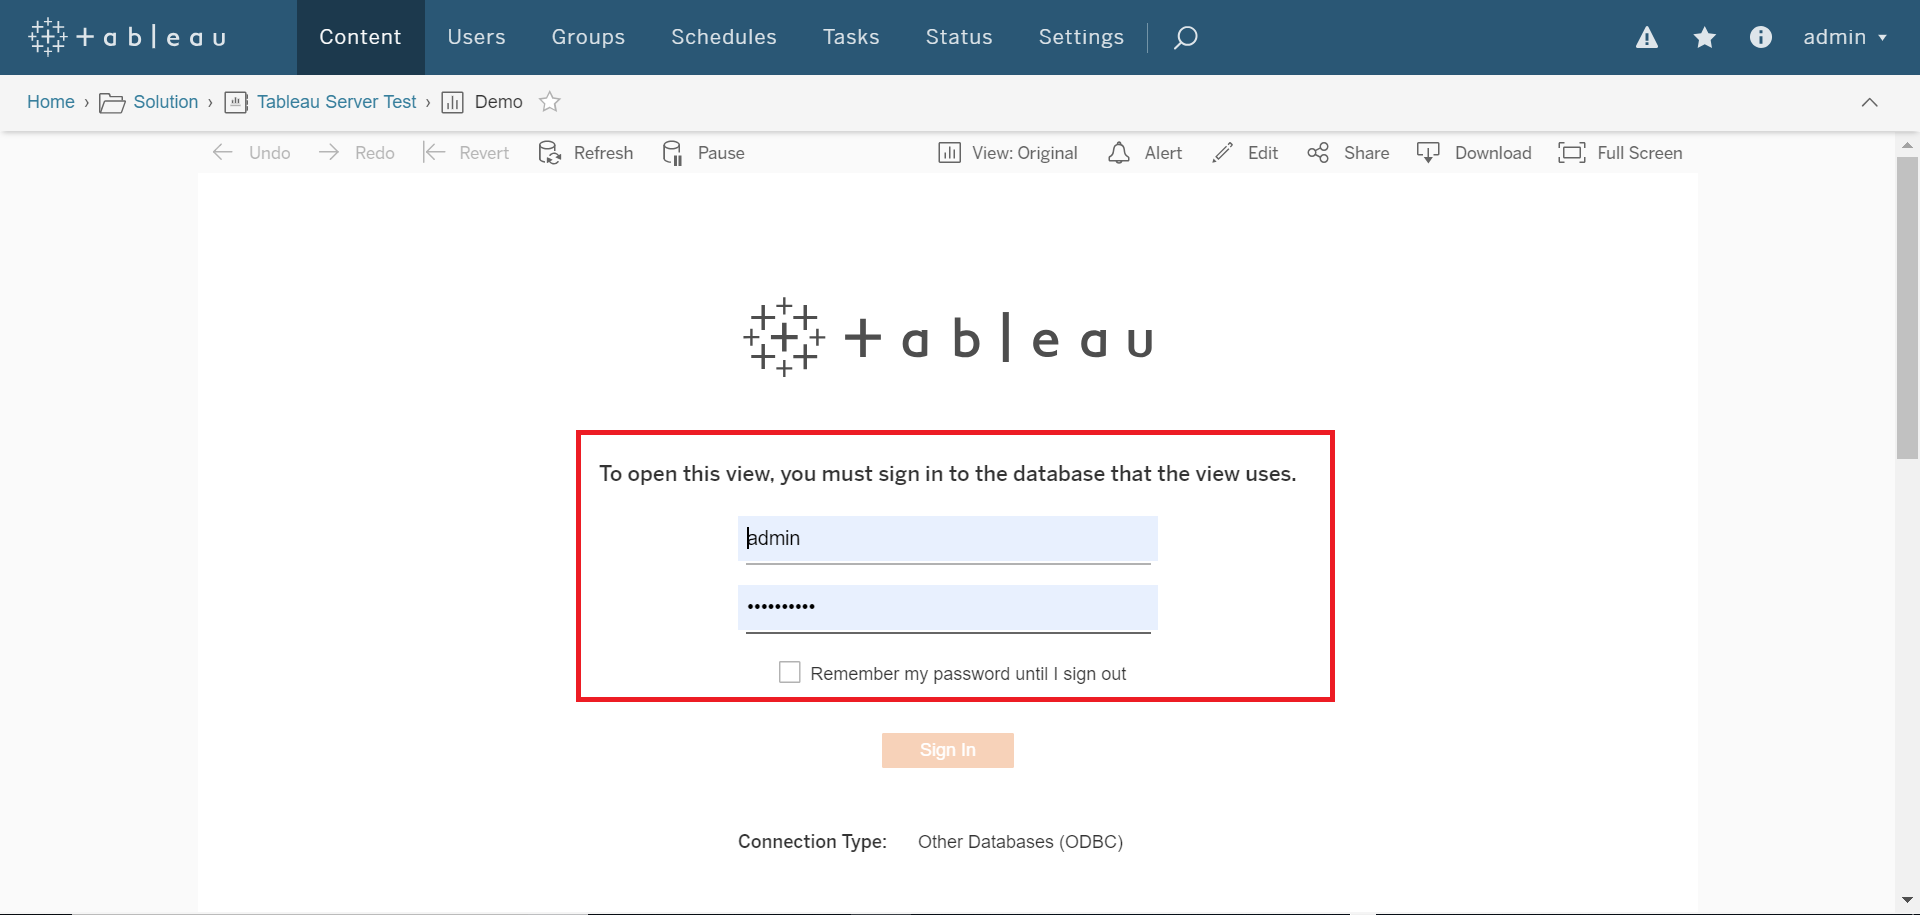 +ableau Content Users Groups Schedules Tasks Status Settings admin
Home › Solution › Tableau Server Test › Demo
Undo Redo Revert Refresh Pause View: Original Alert Edit Share Download Full Screen
+ableau
To open this view, you must sign in to the database that the view uses.
admin
••••••••••
Remember my password until I sign out
Sign In
Connection Type: Other Databases (ODBC)